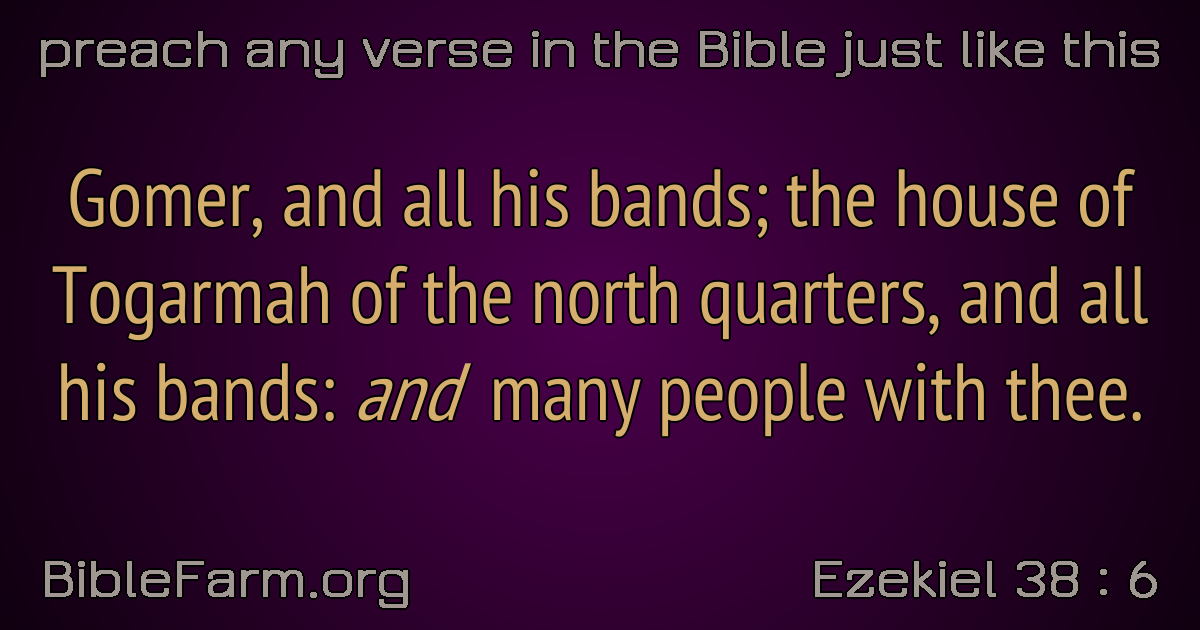 preach any verse in the Bible just like this
Gomer, and all his bands; the house of
Togarmah of the north quarters, and all
his bands: and many people with thee.
BibleFarm.org
Ezekiel 38 : 6